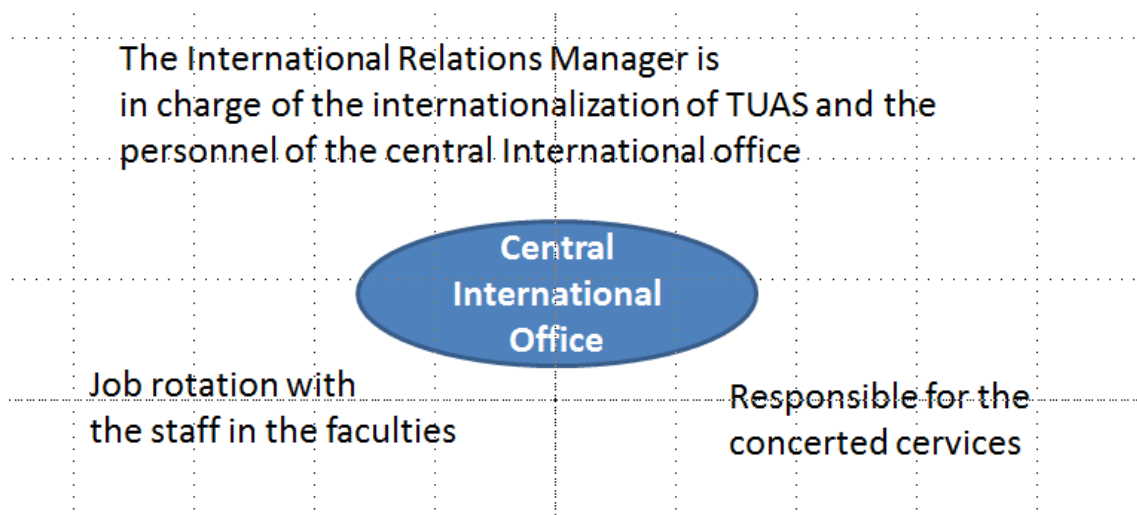 The International Relations Manager is
in charge of the internationalization of TUAS and the
personnel of the central International office
Central
International
Office
Job rotation with
the staff in the faculties
Responsible for the
concerted cervices